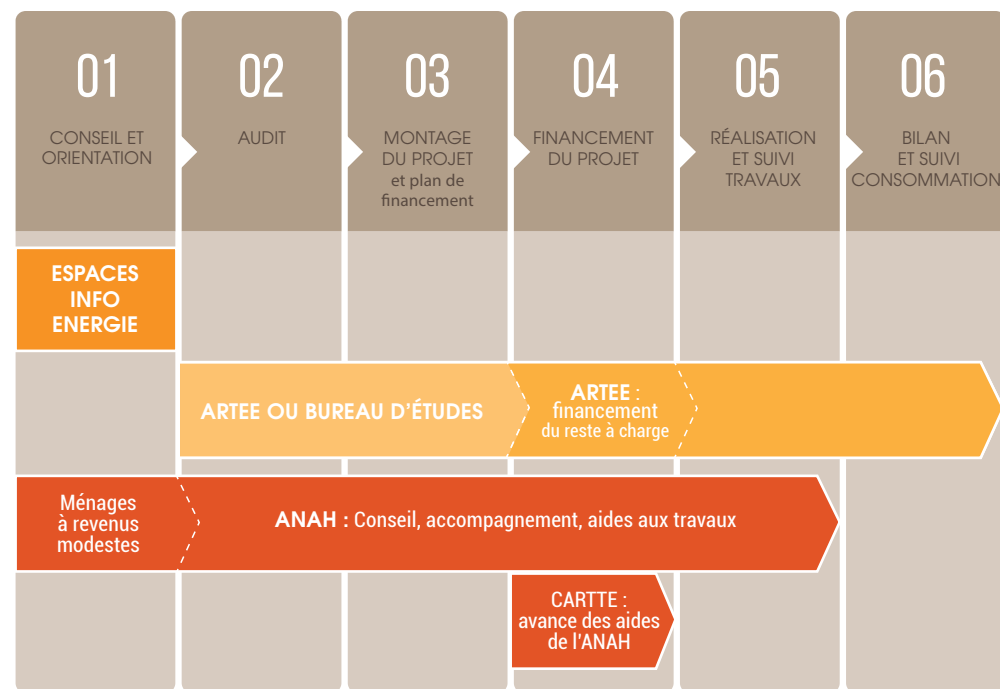 01
CONSEIL ET
ORIENTATION
02
AUDIT
03
MONTAGE
DU PROJET
et plan de
financement
04
FINANCEMENT
DU PROJET
05
RÉALISATION
ET SUIVI
TRAVAUX
06
BILAN
ET SUIVI
CONSOMMATION
ESPACES
INFO
ENERGIE
ARTEE OU BUREAU D'ÉTUDES
ARTEE :
financement
du reste à charge
Ménages
à revenus
modestes
ANAH : Conseil, accompagnement, aides aux travaux
CARTTE :
avance des aides
de l'ANAH